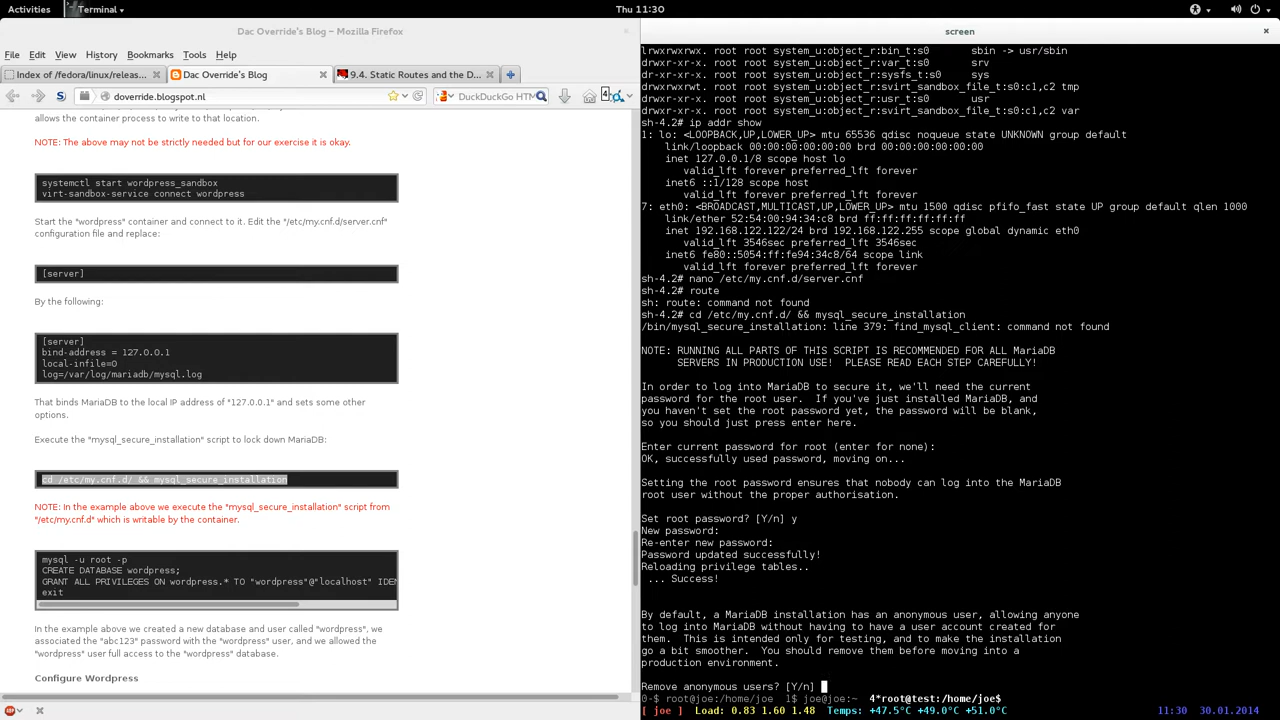 Activities Terminal Thu 11:30
Dac Override's Blog – Mozilla Firefox
File Edit View History Bookmarks Tools Help
Index of /fedora/linux/releas... Dac Override's Blog 9.4. Static Routes and the D...
doverride.blogspot.nl DuckDuckGo HTM
allows the container process to write to that location.
NOTE: The above may not be strictly needed but for our exercise it is okay.
systemctl start wordpress_sandbox
virt-sandbox-service connect wordpress
Start the "wordpress" container and connect to it. Edit the "/etc/my.cnf.d/server.cnf"
configuration file and replace:
[server]
By the following:
[server]
bind-address = 127.0.0.1
local-infile=0
log=/var/log/mariadb/mysql.log
That binds MariaDB to the local IP address of "127.0.0.1" and sets some other
options.
Execute the "mysql_secure_installation" script to lock down MariaDB:
cd /etc/my.cnf.d/ && mysql_secure_installation
NOTE: In the example above we execute the "mysql_secure_installation" script from
"/etc/my.cnf.d" which is writable by the container.
mysql -u root -p
CREATE DATABASE wordpress;
GRANT ALL PRIVILEGES ON wordpress.* TO "wordpress"@"localhost" IDEN
exit
In the example above we created a new database and user called "wordpress", we
associated the "abc123" password with the "wordpress" user, and we allowed the
"wordpress" user full access to the "wordpress" database.
Configure Wordpress
screen
lrwxrwxrwx. root root system_u:object_r:bin_t:s0 sbin -> usr/sbin
drwxr-xr-x. root root system_u:object_r:var_t:s0 srv
dr-xr-xr-x. root root system_u:object_r:sysfs_t:s0 sys
drwxrwxrwt. root root system_u:object_r:svirt_sandbox_file_t:s0:c1,c2 tmp
drwxr-xr-x. root root system_u:object_r:usr_t:s0 usr
drwxr-xr-x. root root system_u:object_r:svirt_sandbox_file_t:s0:c1,c2 var
sh-4.2# ip addr show
1: lo: <LOOPBACK,UP,LOWER_UP> mtu 65536 qdisc noqueue state UNKNOWN group default
link/loopback 00:00:00:00:00:00 brd 00:00:00:00:00:00
inet 127.0.0.1/8 scope host lo
valid_lft forever preferred_lft forever
inet6 ::1/128 scope host
valid_lft forever preferred_lft forever
7: eth0: <BROADCAST,MULTICAST,UP,LOWER_UP> mtu 1500 qdisc pfifo_fast state UP group default qlen 1000
link/ether 52:54:00:94:34:c8 brd ff:ff:ff:ff:ff:ff
inet 192.168.122.122/24 brd 192.168.122.255 scope global dynamic eth0
valid_lft 3546sec preferred_lft 3546sec
inet6 fe80::5054:ff:fe94:34c8/64 scope link
valid_lft forever preferred_lft forever
sh-4.2# nano /etc/my.cnf.d/server.cnf
sh-4.2# route
sh: route: command not found
sh-4.2# cd /etc/my.cnf.d/ && mysql_secure_installation
/bin/mysql_secure_installation: line 379: find_mysql_client: command not found
NOTE: RUNNING ALL PARTS OF THIS SCRIPT IS RECOMMENDED FOR ALL MariaDB
SERVERS IN PRODUCTION USE! PLEASE READ EACH STEP CAREFULLY!
In order to log into MariaDB to secure it, we'll need the current
password for the root user. If you've just installed MariaDB, and
you haven't set the root password yet, the password will be blank,
so you should just press enter here.
Enter current password for root (enter for none):
OK, successfully used password, moving on...
Setting the root password ensures that nobody can log into the MariaDB
root user without the proper authorisation.
Set root password? [Y/n] y
New password:
Re-enter new password:
Password updated successfully!
Reloading privilege tables..
... Success!
By default, a MariaDB installation has an anonymous user, allowing anyone
to log into MariaDB without having to have a user account created for
them. This is intended only for testing, and to make the installation
go a bit smoother. You should remove them before moving into a
production environment.
Remove anonymous users? [Y/n]
0-$ root@joe:/home/joe 1$ joe@joe:~ 4*root@test:/home/joe$
[ joe ] Load: 0.83 1.60 1.48 Temps: +47.5°C +49.0°C +51.0°C 11:30 30.01.2014